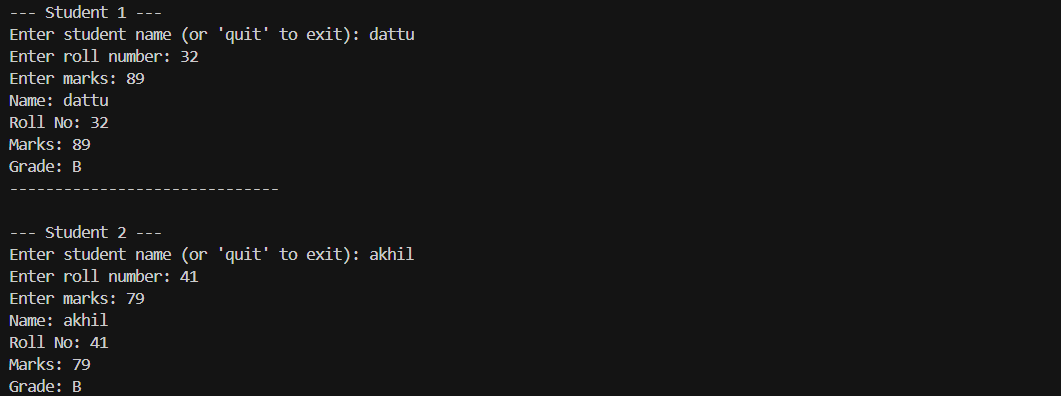 --- Student 1 ---
Enter student name (or 'quit' to exit): dattu
Enter roll number: 32
Enter marks: 89
Name: dattu
Roll No: 32
Marks: 89
Grade: B
------------------------------
--- Student 2 ---
Enter student name (or 'quit' to exit): akhil
Enter roll number: 41
Enter marks: 79
Name: akhil
Roll No: 41
Marks: 79
Grade: B